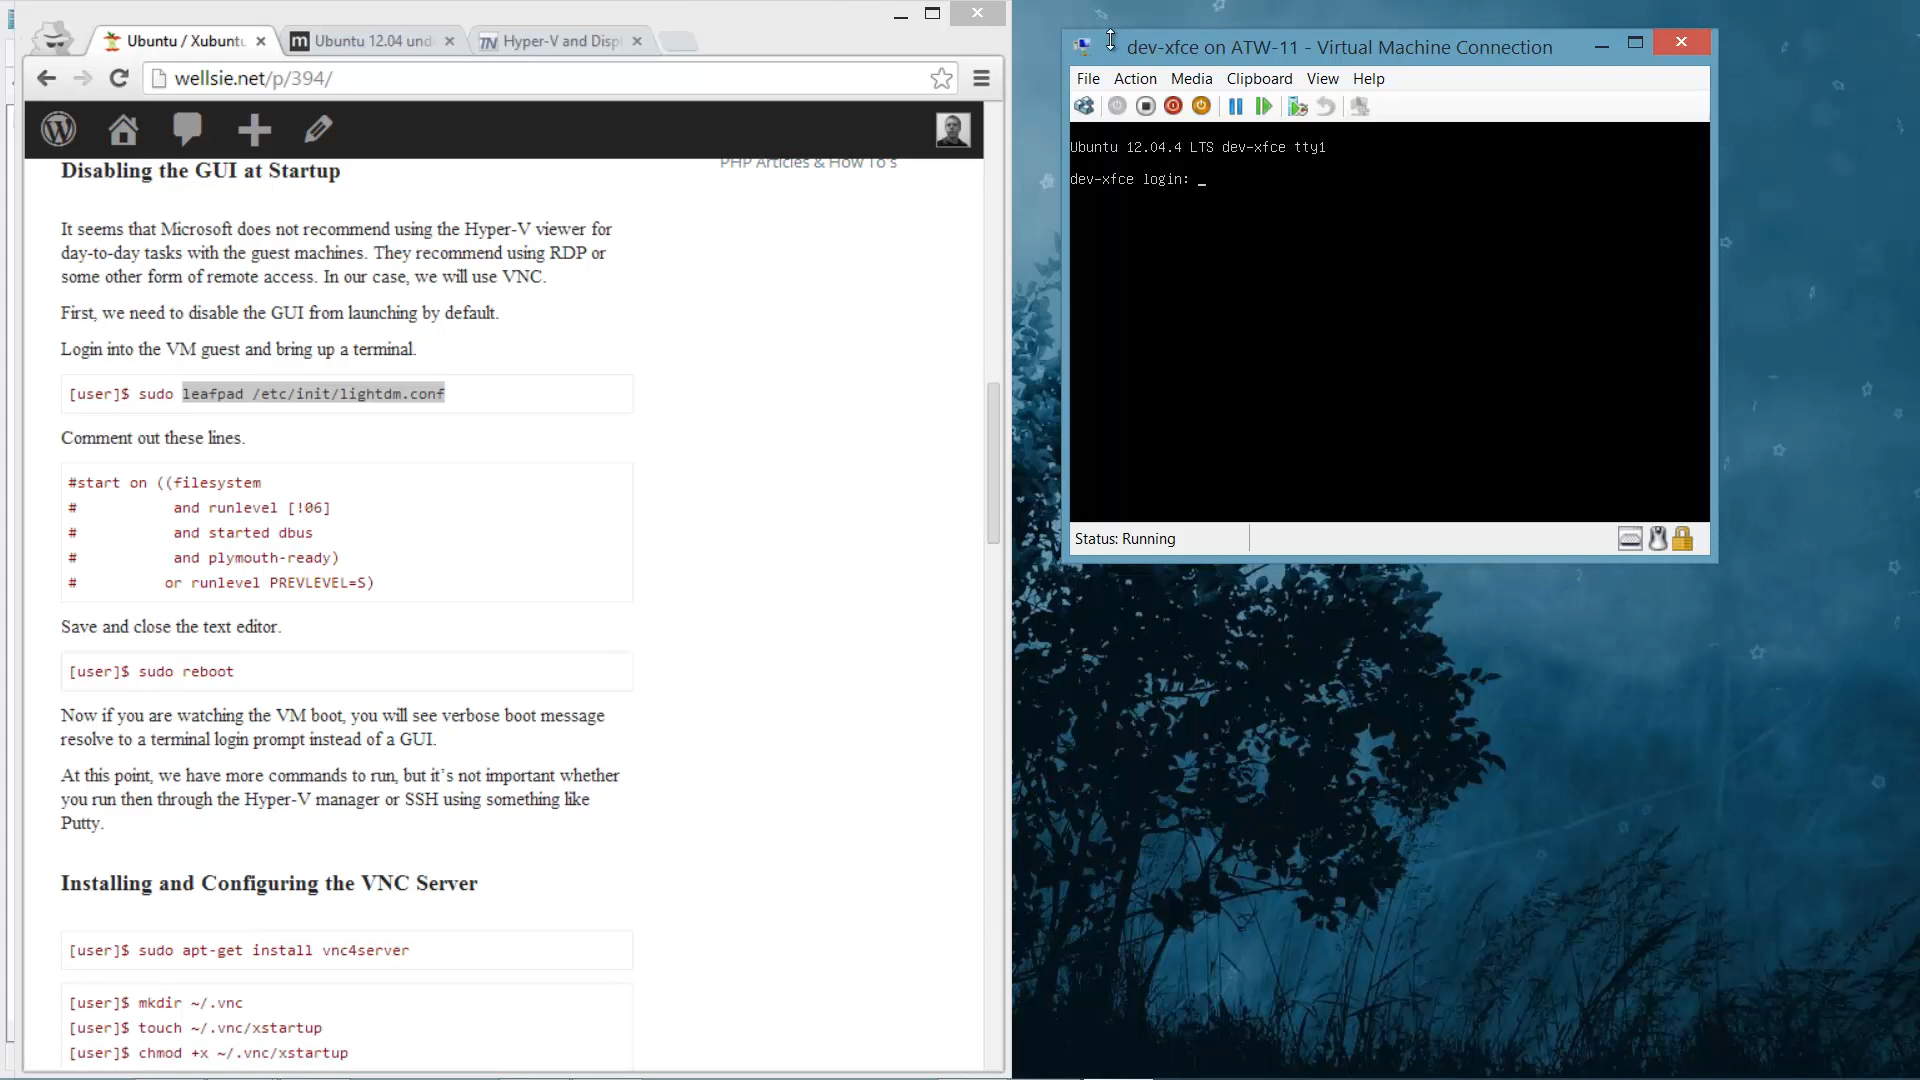 Ubuntu / Xubuntu
Ubuntu 12.04 und
Hyper-V and Displ
wellsie.net/p/394/
Disabling the GUI at Startup
PHP Articles & How To's
It seems that Microsoft does not recommend using the Hyper-V viewer for
day-to-day tasks with the guest machines. They recommend using RDP or
some other form of remote access. In our case, we will use VNC.
First, we need to disable the GUI from launching by default.
Login into the VM guest and bring up a terminal.
[user]$ sudo leafpad /etc/init/lightdm.conf
Comment out these lines.
#start on ((filesystem
# and runlevel [!06]
# and started dbus
# and plymouth-ready)
# or runlevel PREVLEVEL=S)
Save and close the text editor.
[user]$ sudo reboot
Now if you are watching the VM boot, you will see verbose boot message
resolve to a terminal login prompt instead of a GUI.
At this point, we have more commands to run, but it's not important whether
you run then through the Hyper-V manager or SSH using something like
Putty.
Installing and Configuring the VNC Server
[user]$ sudo apt-get install vnc4server
[user]$ mkdir ~/.vnc
[user]$ touch ~/.vnc/xstartup
[user]$ chmod +x ~/.vnc/xstartup
dev-xfce on ATW-11 - Virtual Machine Connection
File Action Media Clipboard View Help
Ubuntu 12.04.4 LTS dev-xfce tty1
dev-xfce login: _
Status: Running